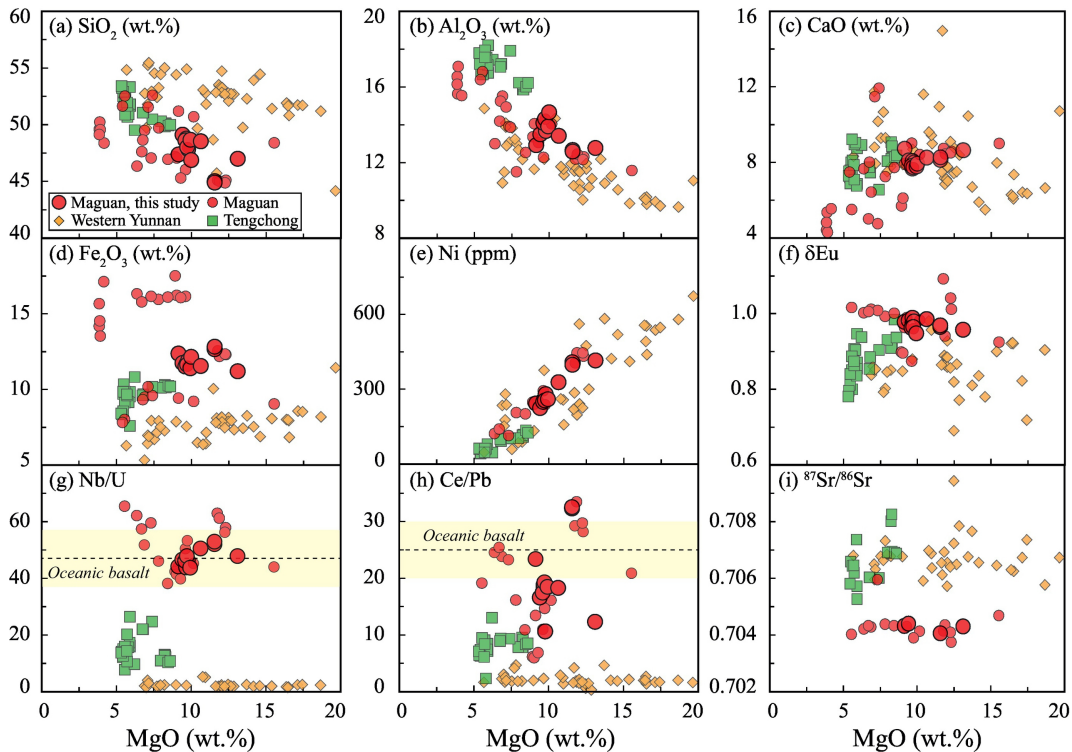 (a) SiO₂ (wt.%)
60
55
50
45
40
Maguan, this study
Maguan
Western Yunnan
Tengchong
(b) Al₂O₃ (wt.%)
20
16
12
8
(c) CaO (wt.%)
16
12
8
4
(d) Fe₂O₃ (wt.%)
15
10
5
(e) Ni (ppm)
600
300
0
(f) δEu
1.0
0.8
0.6
(g) Nb/U
60
40
20
0
Oceanic basalt
0
5
10
15
20
MgO (wt.%)
(h) Ce/Pb
30
20
10
0
Oceanic basalt
0
5
10
15
20
MgO (wt.%)
(i) ⁸⁷Sr/⁸⁶Sr
0.708
0.706
0.704
0.702
0
5
10
15
20
MgO (wt.%)